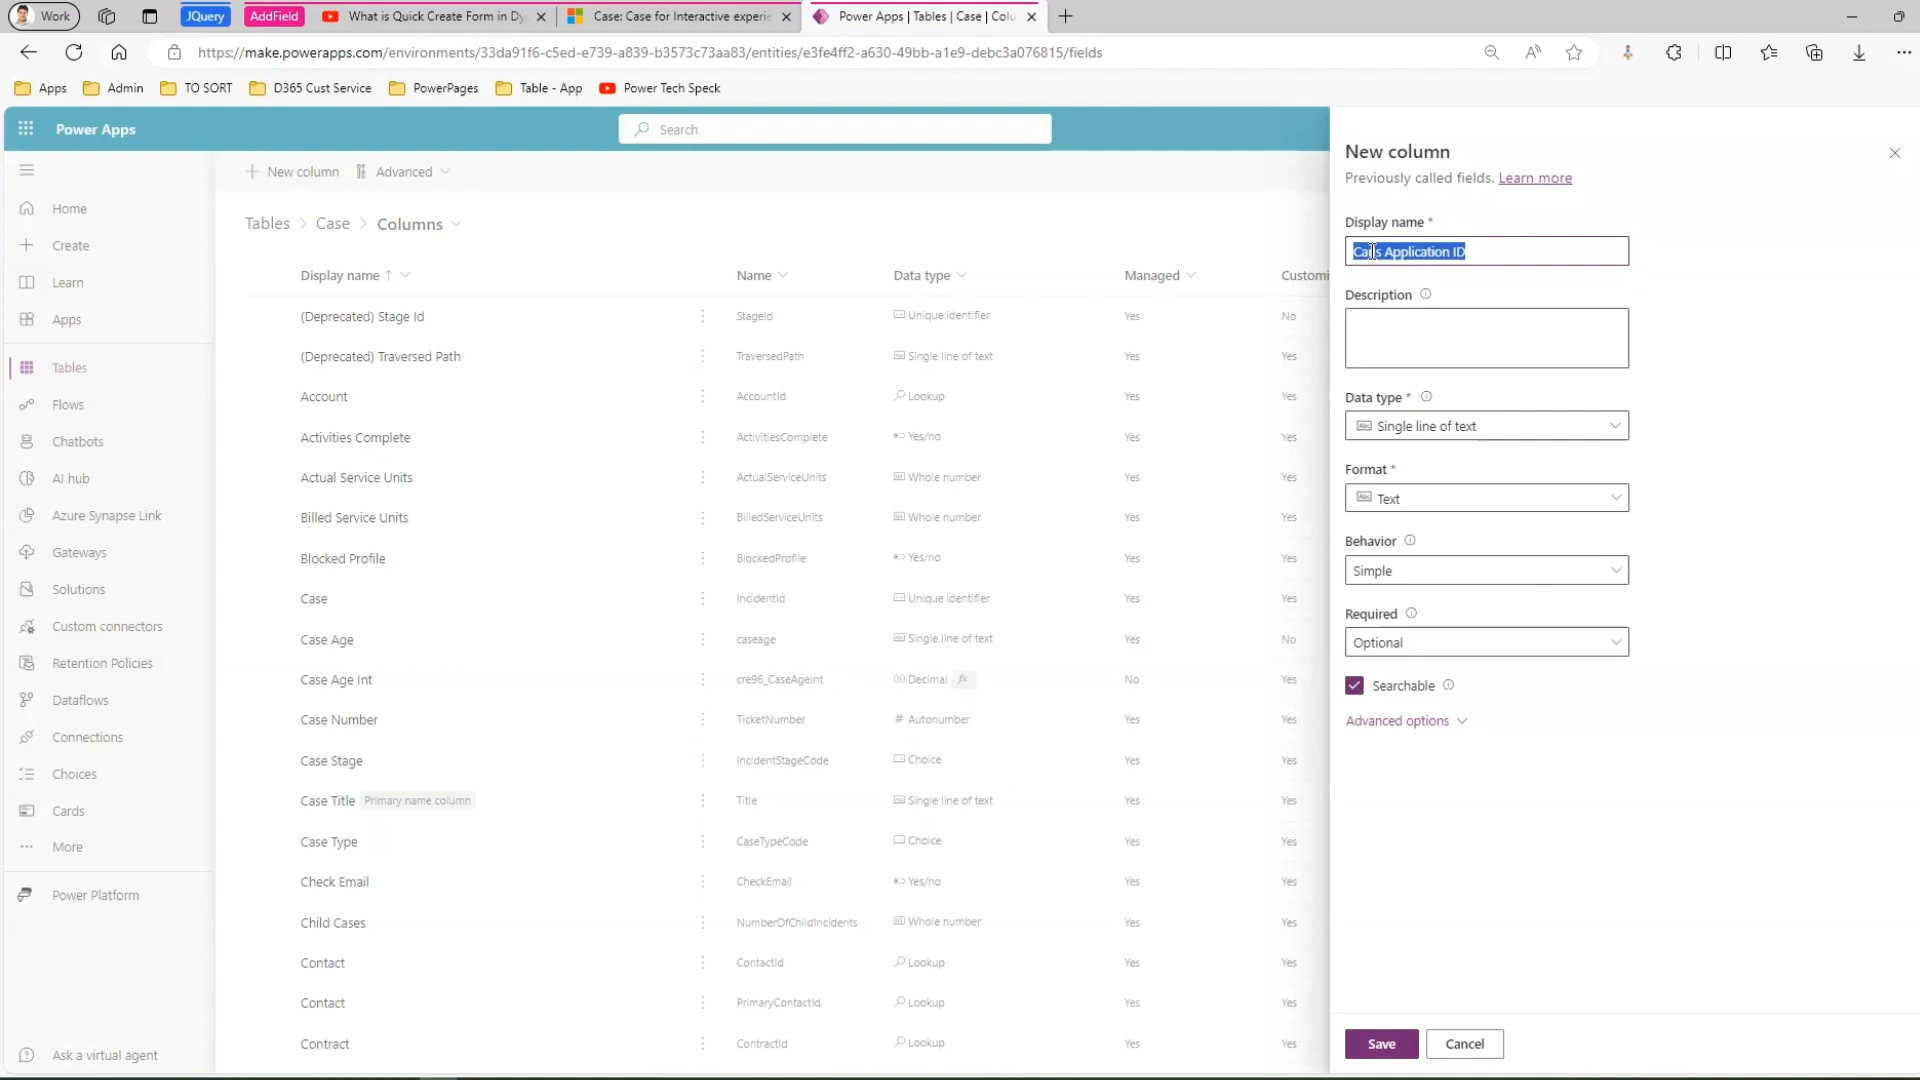 Work
JQuery
AddField
What is Quick Create Form in Dy
Case: Case for Interactive experie
Power Apps | Tables | Case | Colu
https://make.powerapps.com/environments/33da91f6-c5ed-e739-a839-b3573c73aa83/entities/e3fe4ff2-a630-49bb-a1e9-debc3a076815/fields
Apps
Admin
TO SORT
D365 Cust Service
PowerPages
Table - App
Power Tech Speck
Power Apps
Search
New column
Advanced
Home
Create
Learn
Apps
Tables
Flows
Chatbots
AI hub
Azure Synapse Link
Gateways
Solutions
Custom connectors
Retention Policies
Dataflows
Connections
Choices
Cards
More
Power Platform
Ask a virtual agent
Tables > Case > Columns
Display name ↑ Name Data type Managed Customi
(Deprecated) Stage Id StageId Unique identifier Yes No
(Deprecated) Traversed Path TraversedPath Single line of text Yes Yes
Account AccountId Lookup Yes Yes
Activities Complete ActivitiesComplete Yes/no Yes Yes
Actual Service Units ActualServiceUnits Whole number Yes Yes
Billed Service Units BilledServiceUnits Whole number Yes Yes
Blocked Profile BlockedProfile Yes/no Yes Yes
Case IncidentId Unique identifier Yes Yes
Case Age caseage Single line of text Yes No
Case Age Int cre96_CaseAgeInt Decimal fx No Yes
Case Number TicketNumber # Autonumber Yes Yes
Case Stage IncidentStageCode Choice Yes Yes
Case Title Primary name column Title Single line of text Yes Yes
Case Type CaseTypeCode Choice Yes Yes
Check Email CheckEmail Yes/no Yes Yes
Child Cases NumberOfChildIncidents Whole number Yes Yes
Contact ContactId Lookup Yes Yes
Contact PrimaryContactId Lookup Yes Yes
Contract ContractId Lookup Yes Yes
New column
Previously called fields. Learn more
Display name *
Application ID
Description
Data type *
Single line of text
Format *
Text
Behavior
Simple
Required
Optional
Searchable
Advanced options
Save
Cancel